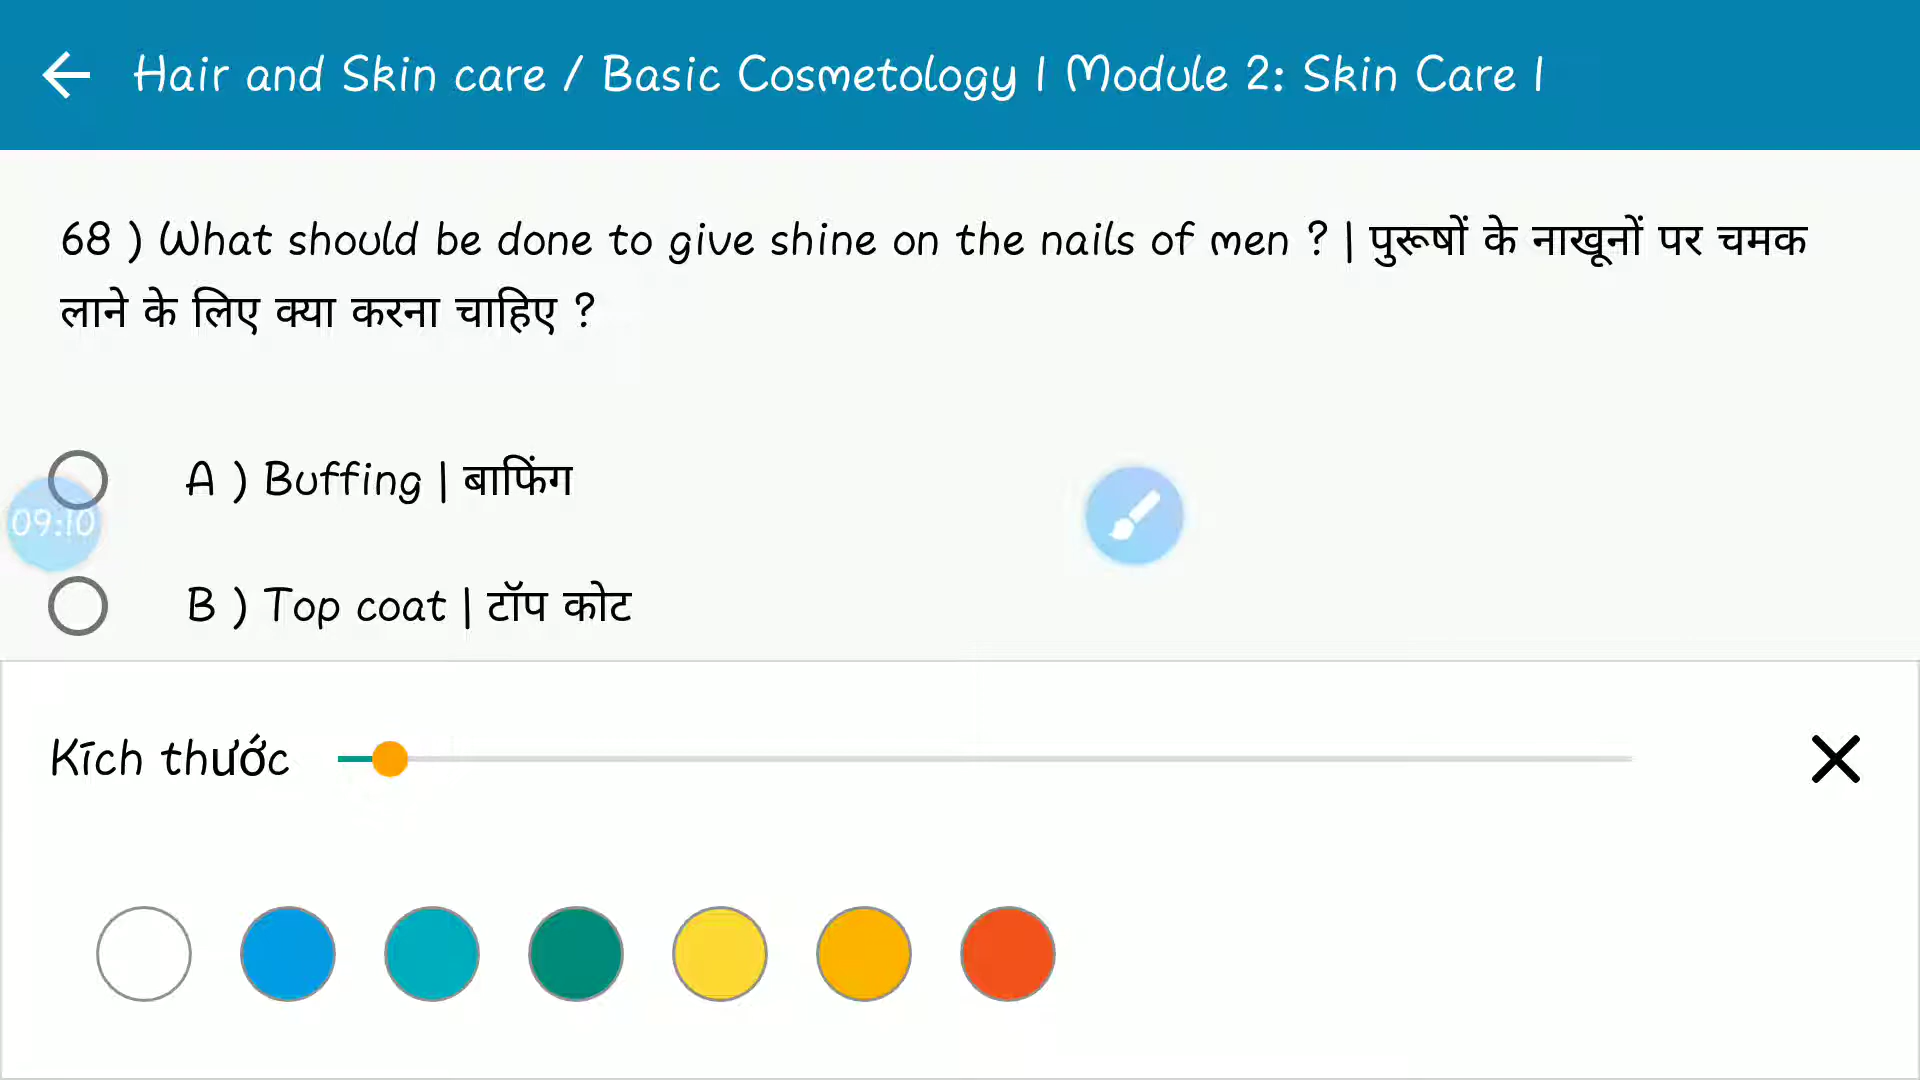 Hair and Skin care / Basic Cosmetology | Module 2: Skin Care |
68 ) What should be done to give shine on the nails of men ? | पुरूषों के नाखूनों पर चमक
लाने के लिए क्या करना चाहिए ?
A ) Buffing | बाफिंग
09:10
B ) Top coat | टॉप कोट
Kích thước